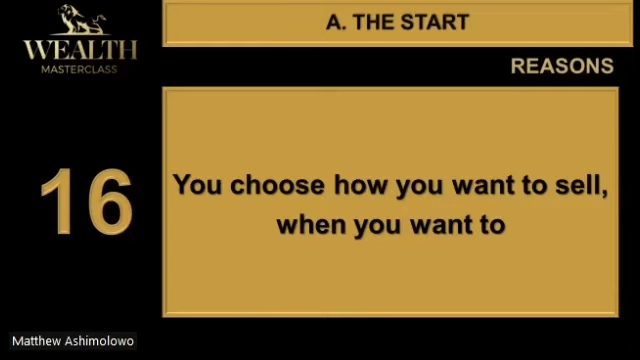 WEALTH
MASTERCLASS
A. THE START
REASONS
16
You choose how you want to sell,
when you want to
Matthew Ashimolowo